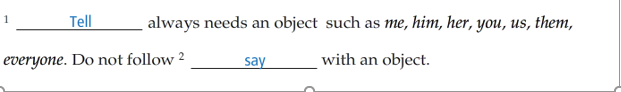 1 Tell always needs an object such as me, him, her, you, us, them,
everyone. Do not follow 2 say with an object.